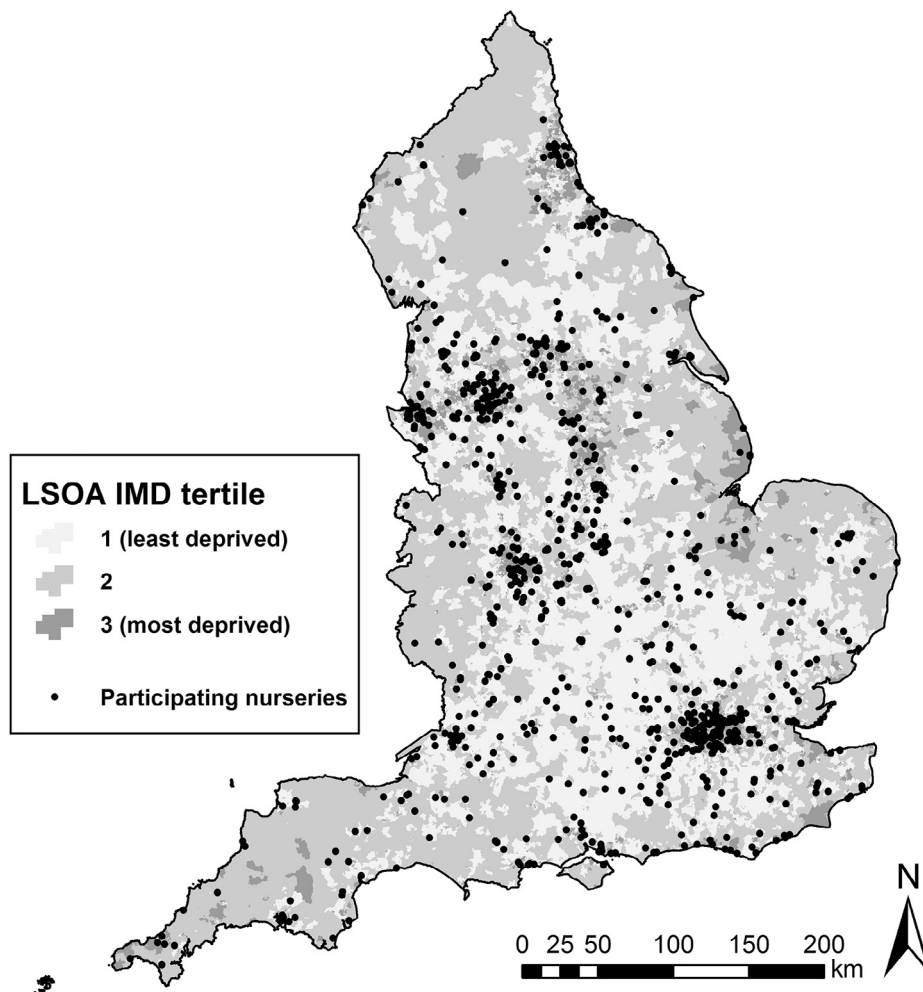 LSOA IMD tertile
1 (least deprived)
2
3 (most deprived)
Participating nurseries
N
0 25 50 100 150 200
km